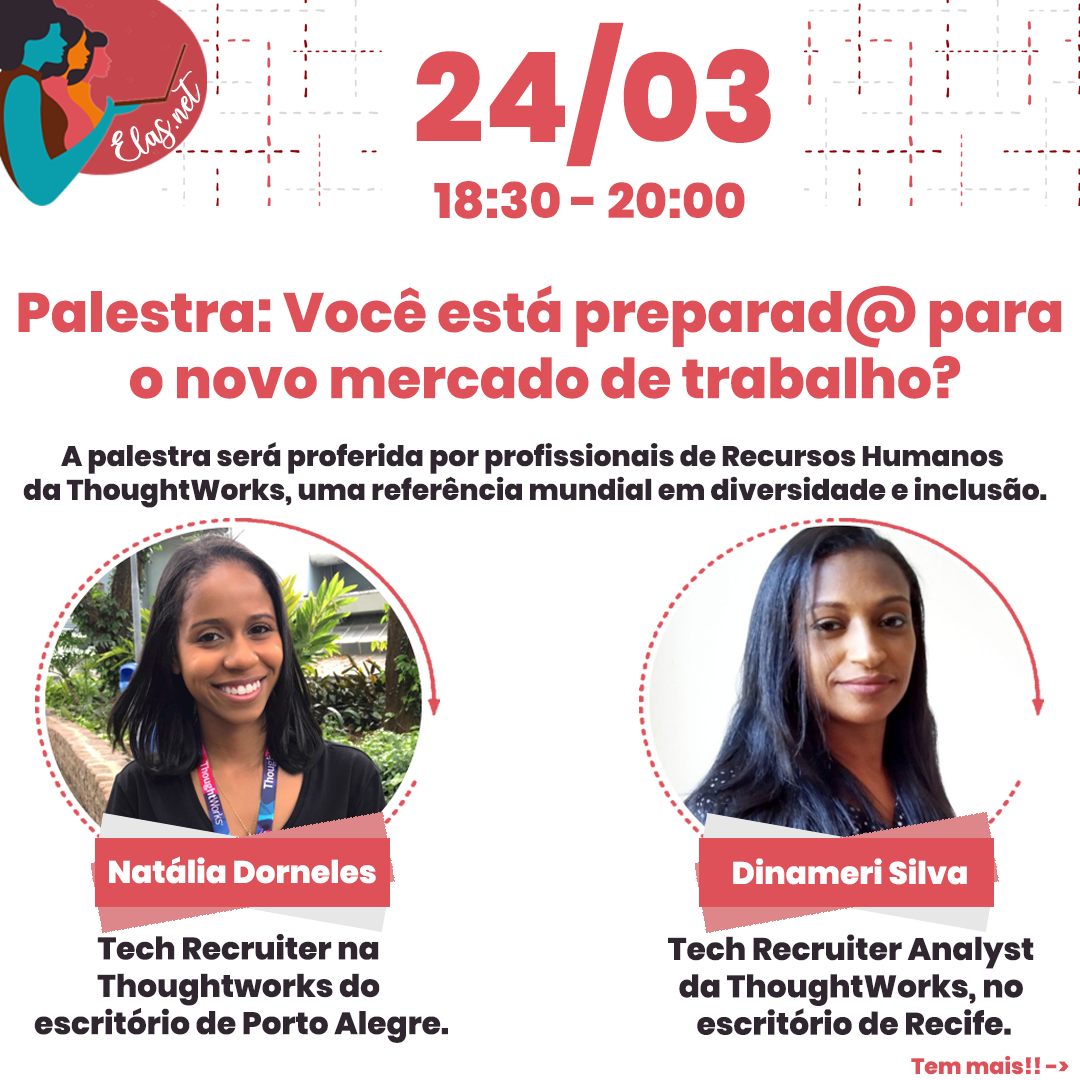 Elas.net
24/03
18:30 - 20:00
Palestra: Você está preparad@ para
o novo mercado de trabalho?
A palestra será proferida por profissionais de Recursos Humanos
da ThoughtWorks, uma referência mundial em diversidade e inclusão.
ThoughtWorks
Thou
Natália Dorneles
Tech Recruiter na
Thoughtworks do
escritório de Porto Alegre.
Dinameri Silva
Tech Recruiter Analyst
da ThoughtWorks, no
escritório de Recife.
Tem mais!! ->